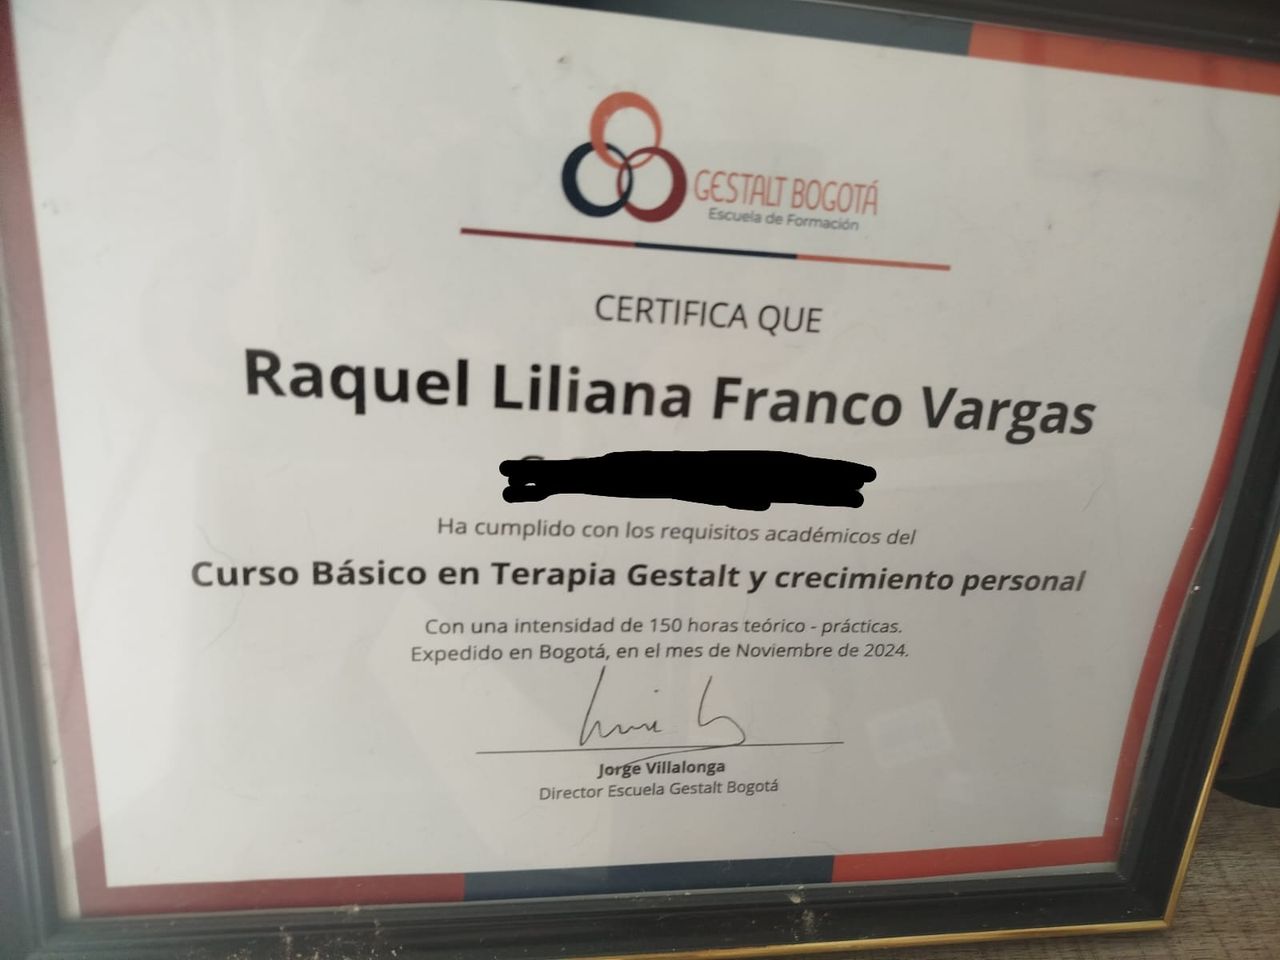 GESTALT BOGOTÁ
Escuela de Formación
CERTIFICA QUE
Raquel Liliana Franco Vargas
Ha cumplido con los requisitos académicos del
Curso Básico en Terapia Gestalt y crecimiento personal
Con una intensidad de 150 horas teórico - prácticas.
Expedido en Bogotá, en el mes de Noviembre de 2024.
Jorge Villalonga
Director Escuela Gestalt Bogotá